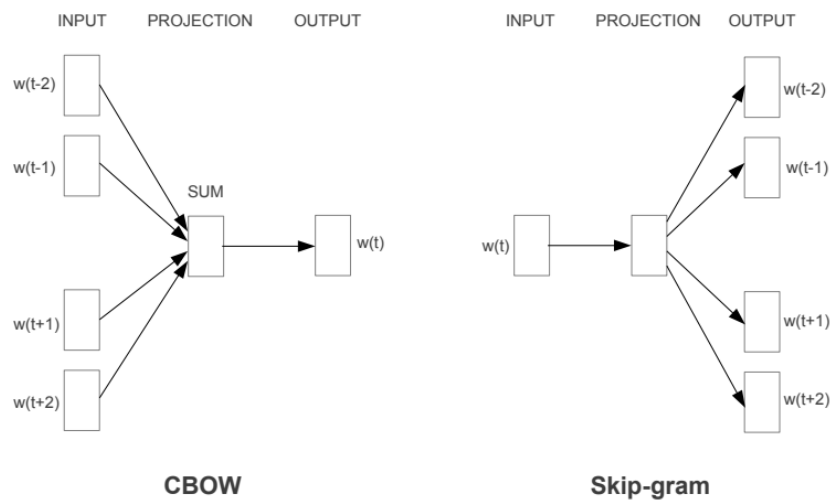 INPUT PROJECTION OUTPUT
w(t-2)
w(t-1)
SUM
w(t)
w(t+1)
w(t+2)
CBOW
INPUT PROJECTION OUTPUT
w(t-2)
w(t-1)
w(t)
w(t+1)
w(t+2)
Skip-gram